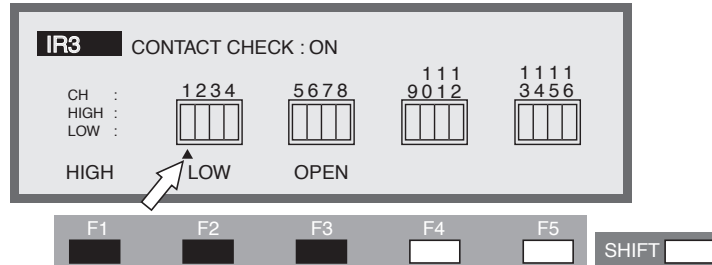 IR3 CONTACT CHECK : ON
1 1 1 1 1 1 1
CH : 1 2 3 4 5 6 7 8 9 0 1 2 3 4 5 6
HIGH :
LOW :
HIGH LOW OPEN
F1 F2 F3 F4 F5
SHIFT